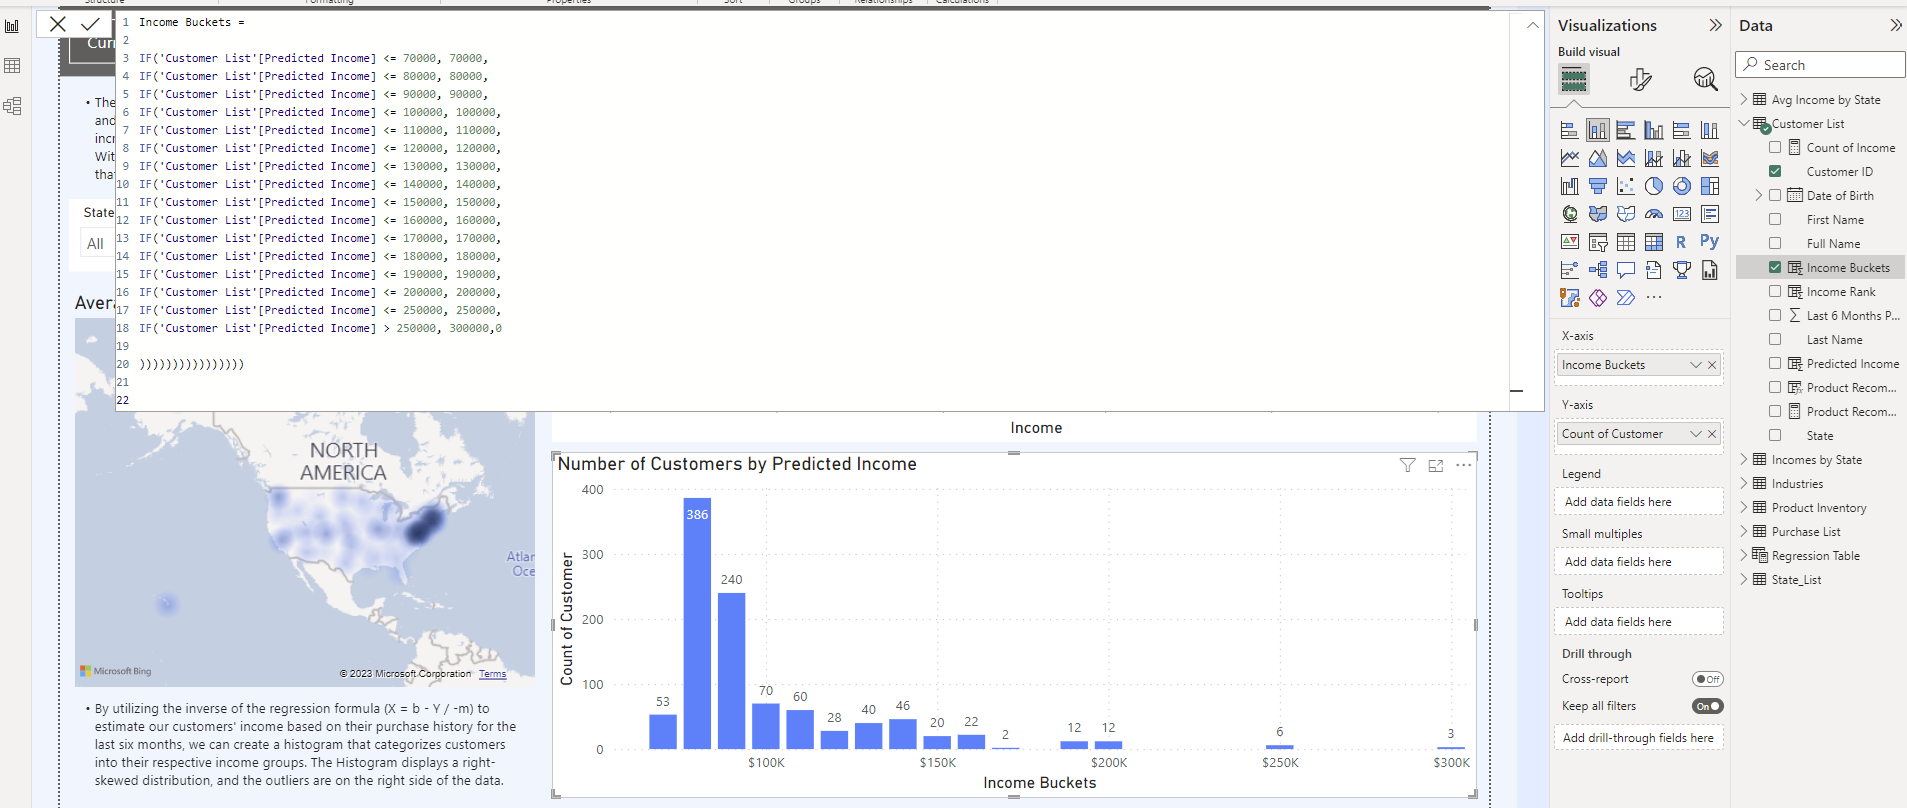 Structure Formatting Properties Sort Groups Relationships Calculations
1 Income Buckets =
2
3 IF('Customer List'[Predicted Income] <= 70000, 70000,
4 IF('Customer List'[Predicted Income] <= 80000, 80000,
5 IF('Customer List'[Predicted Income] <= 90000, 90000,
6 IF('Customer List'[Predicted Income] <= 100000, 100000,
7 IF('Customer List'[Predicted Income] <= 110000, 110000,
8 IF('Customer List'[Predicted Income] <= 120000, 120000,
9 IF('Customer List'[Predicted Income] <= 130000, 130000,
10 IF('Customer List'[Predicted Income] <= 140000, 140000,
11 IF('Customer List'[Predicted Income] <= 150000, 150000,
12 IF('Customer List'[Predicted Income] <= 160000, 160000,
13 IF('Customer List'[Predicted Income] <= 170000, 170000,
14 IF('Customer List'[Predicted Income] <= 180000, 180000,
15 IF('Customer List'[Predicted Income] <= 190000, 190000,
16 IF('Customer List'[Predicted Income] <= 200000, 200000,
17 IF('Customer List'[Predicted Income] <= 250000, 250000,
18 IF('Customer List'[Predicted Income] > 250000, 300000,0
19
20 ))))))))))))))))
21
22
• The
and
incr
Wit
tha
State
All
Avera
NORTH
AMERICA
Atlar
Oce
Microsoft Bing
© 2023 Microsoft Corporation Terms
• By utilizing the inverse of the regression formula (X = b - Y / -m) to
estimate our customers' income based on their purchase history for the
last six months, we can create a histogram that categorizes customers
into their respective income groups. The Histogram displays a right-
skewed distribution, and the outliers are on the right side of the data.
Income
Number of Customers by Predicted Income
Count of Customer
400
300
200
100
0
53
386
240
70
60
28
40
46
20
22
2
12
12
6
3
$100K
$150K
$200K
$250K
$300K
Income Buckets
Visualizations
Build visual
123
R
Py
X-axis
Income Buckets
Y-axis
Count of Customer
Legend
Add data fields here
Small multiples
Add data fields here
Tooltips
Add data fields here
Drill through
Cross-report
Off
Keep all filters
On
Add drill-through fields here
Data
Search
Avg Income by State
Customer List
Count of Income
Customer ID
Date of Birth
First Name
Full Name
Income Buckets
Income Rank
Last 6 Months P...
Last Name
Predicted Income
Product Recom...
Product Recom...
State
Incomes by State
Industries
Product Inventory
Purchase List
Regression Table
State_List